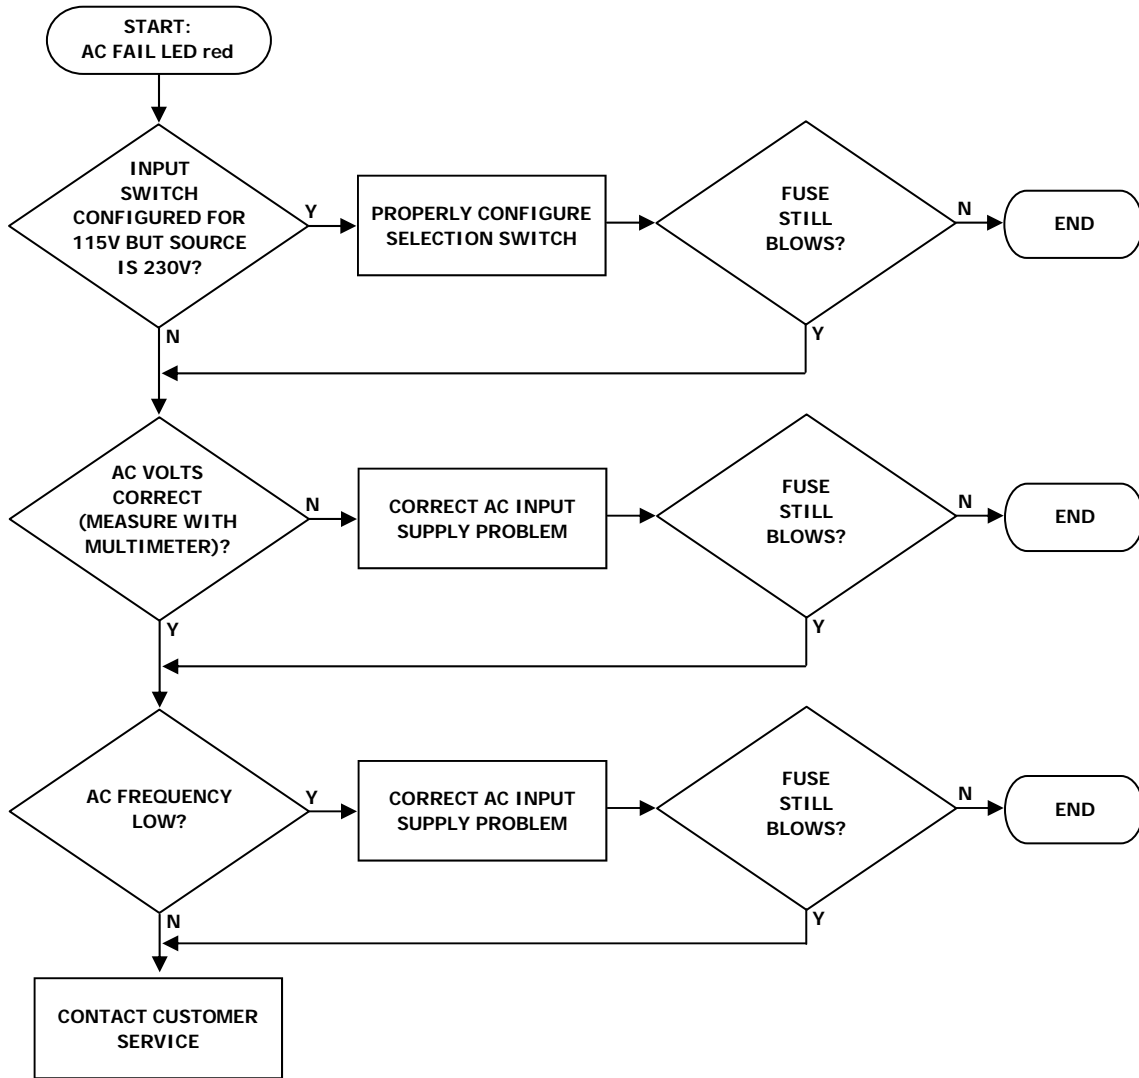 START:
AC FAIL LED red
INPUT
SWITCH
CONFIGURED FOR
115V BUT SOURCE
IS 230V?
Y
PROPERLY CONFIGURE
SELECTION SWITCH
FUSE
STILL
BLOWS?
N
END
N
Y
AC VOLTS
CORRECT
(MEASURE WITH
MULTIMETER)?
N
CORRECT AC INPUT
SUPPLY PROBLEM
FUSE
STILL
BLOWS?
N
END
Y
Y
AC FREQUENCY
LOW?
Y
CORRECT AC INPUT
SUPPLY PROBLEM
FUSE
STILL
BLOWS?
N
END
N
Y
CONTACT CUSTOMER
SERVICE